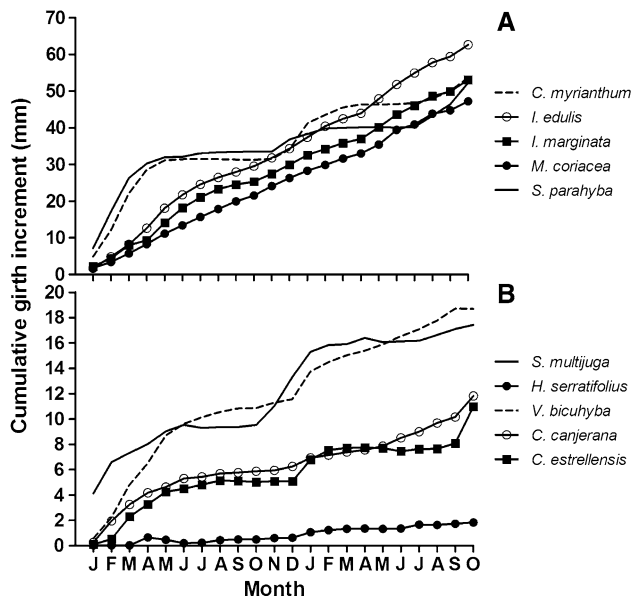 A
70
60
50
40
30
20
10
0
C. myrianthum
I. edulis
I. marginata
M. coriacea
S. parahyba
Cumulative girth increment (mm)
B
20
18
16
14
12
10
8
6
4
2
0
S. multijuga
H. serratifolius
V. bicuhyba
C. canjerana
C. estrellensis
J F M A M J J A S O N D J F M A M J J A S O
Month